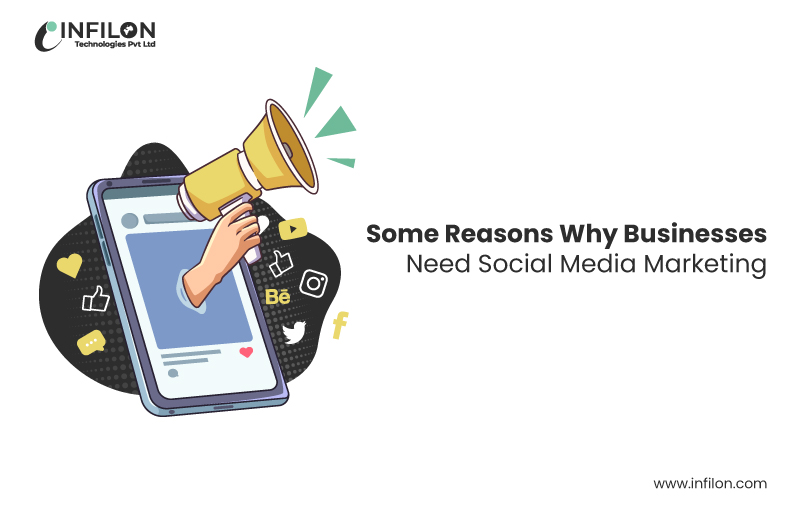 INFILON
Technologies Pvt Ltd
Some Reasons Why Businesses
Need Social Media Marketing
Bē
f
www.infilon.com